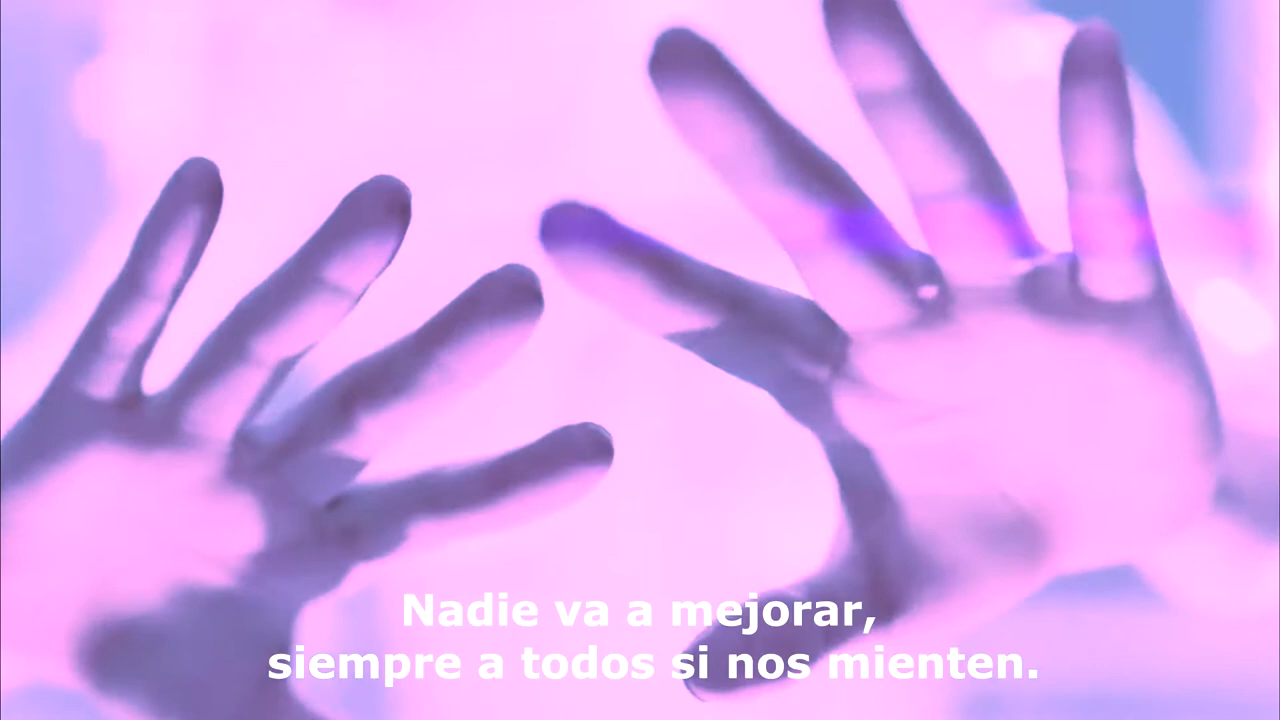 Nadie va a mejorar,
siempre a todos si nos mienten.